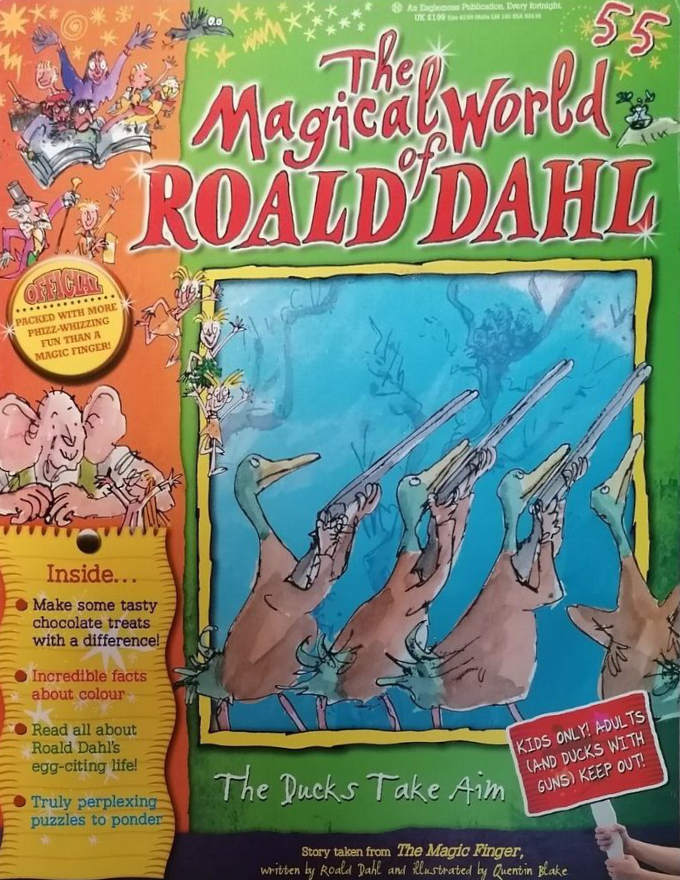 An Eaglemoss Publication. Every fortnight.
UK £1.99
55
The
Magical World
of
ROALD DAHL
OFFICIAL
PACKED WITH MORE
PHIZZ-WHIZZING
FUN THAN A
MAGIC FINGER!
Inside...
Make some tasty
chocolate treats
with a difference!
Incredible facts
about colour
Read all about
Roald Dahl's
egg-citing life!
Truly perplexing
puzzles to ponder
KIDS ONLY! ADULTS
(AND DUCKS WITH
GUNS) KEEP OUT!
The Ducks Take Aim
Story taken from The Magic Finger,
written by Roald Dahl and illustrated by Quentin Blake